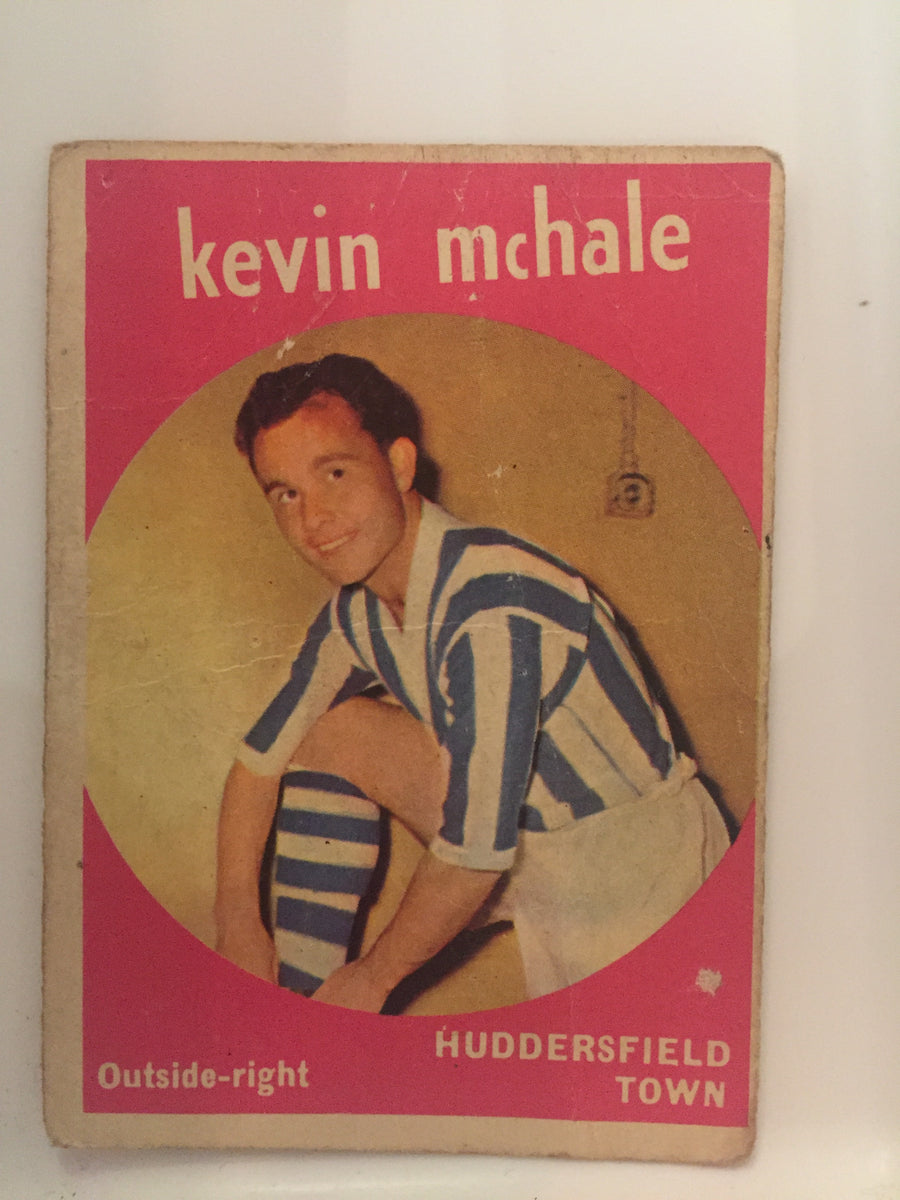 kevin mchale
HUDDERSFIELD
Outside-right
TOWN